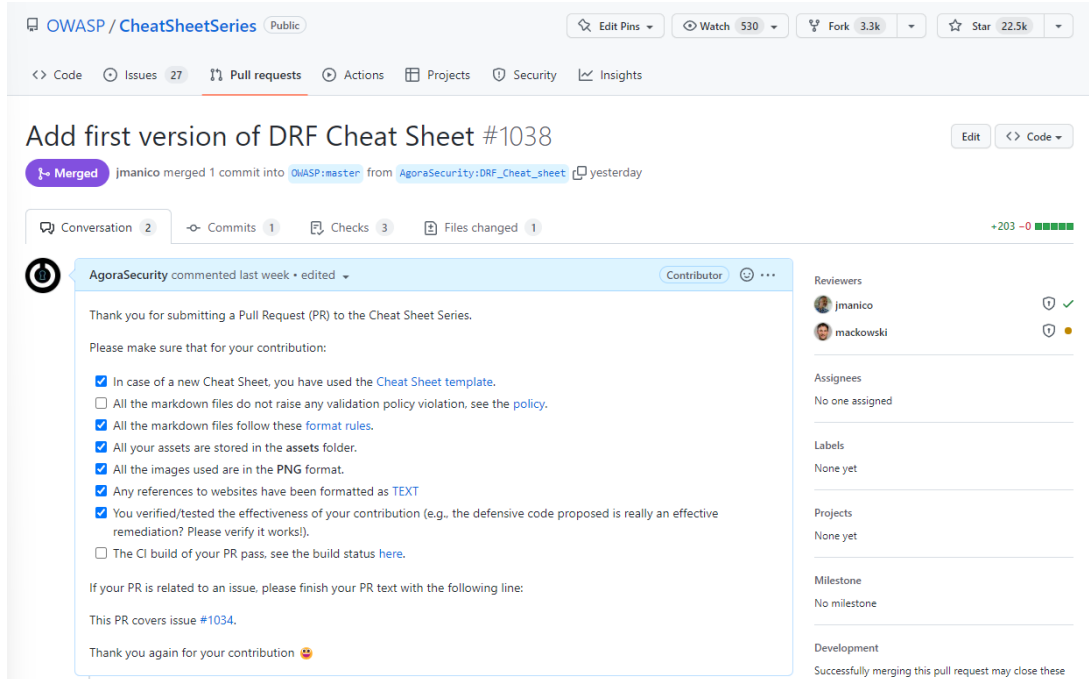 OWASP / CheatSheetSeries Public
Edit Pins Watch 530 Fork 3.3k Star 22.5k
<> Code Issues 27 Pull requests Actions Projects Security Insights
Add first version of DRF Cheat Sheet #1038
Edit <> Code
Merged jmanico merged 1 commit into OWASP:master from AgoraSecurity:DRF_Cheat_sheet yesterday
Conversation 2 Commits 1 Checks 3 Files changed 1 +203 −0
AgoraSecurity commented last week • edited Contributor
Thank you for submitting a Pull Request (PR) to the Cheat Sheet Series.
Please make sure that for your contribution:
In case of a new Cheat Sheet, you have used the Cheat Sheet template.
All the markdown files do not raise any validation policy violation, see the policy.
All the markdown files follow these format rules.
All your assets are stored in the assets folder.
All the images used are in the PNG format.
Any references to websites have been formatted as TEXT
You verified/tested the effectiveness of your contribution (e.g., the defensive code proposed is really an effective
remediation? Please verify it works!).
The CI build of your PR pass, see the build status here.
If your PR is related to an issue, please finish your PR text with the following line:
This PR covers issue #1034.
Thank you again for your contribution 😃
Reviewers
jmanico
mackowski
Assignees
No one assigned
Labels
None yet
Projects
None yet
Milestone
No milestone
Development
Successfully merging this pull request may close these